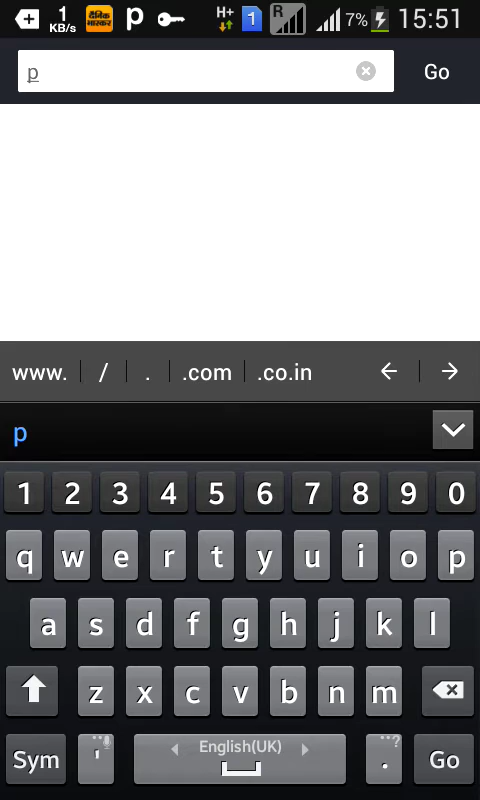 1 KB/s दैनिक भास्कर p H+ 1 R 7% 15:51
p Go
www. / . .com .co.in
p
1 2 3 4 5 6 7 8 9 0
q w e r t y u i o p
a s d f g h j k l
z x c v b n m
Sym ' English(UK) . ...? Go